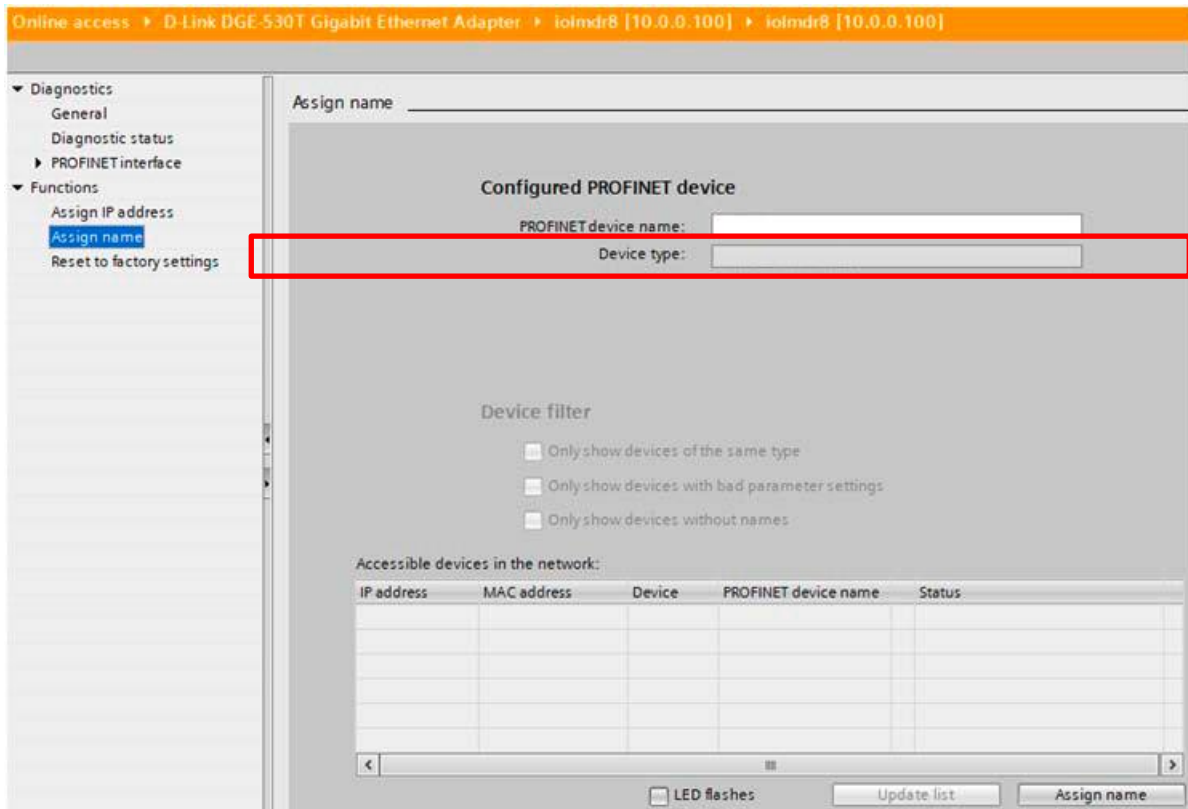 Online access ▸ D-Link DGE-530T Gigabit Ethernet Adapter ▸ iolmdr8 [10.0.0.100] ▸ iolmdr8 [10.0.0.100]
Diagnostics
General
Diagnostic status
PROFINET interface
Functions
Assign IP address
Assign name
Reset to factory settings
Assign name
Configured PROFINET device
PROFINET device name:
Device type:
Device filter
Only show devices of the same type
Only show devices with bad parameter settings
Only show devices without names
Accessible devices in the network:
IP address MAC address Device PROFINET device name Status
LED flashes Update list Assign name